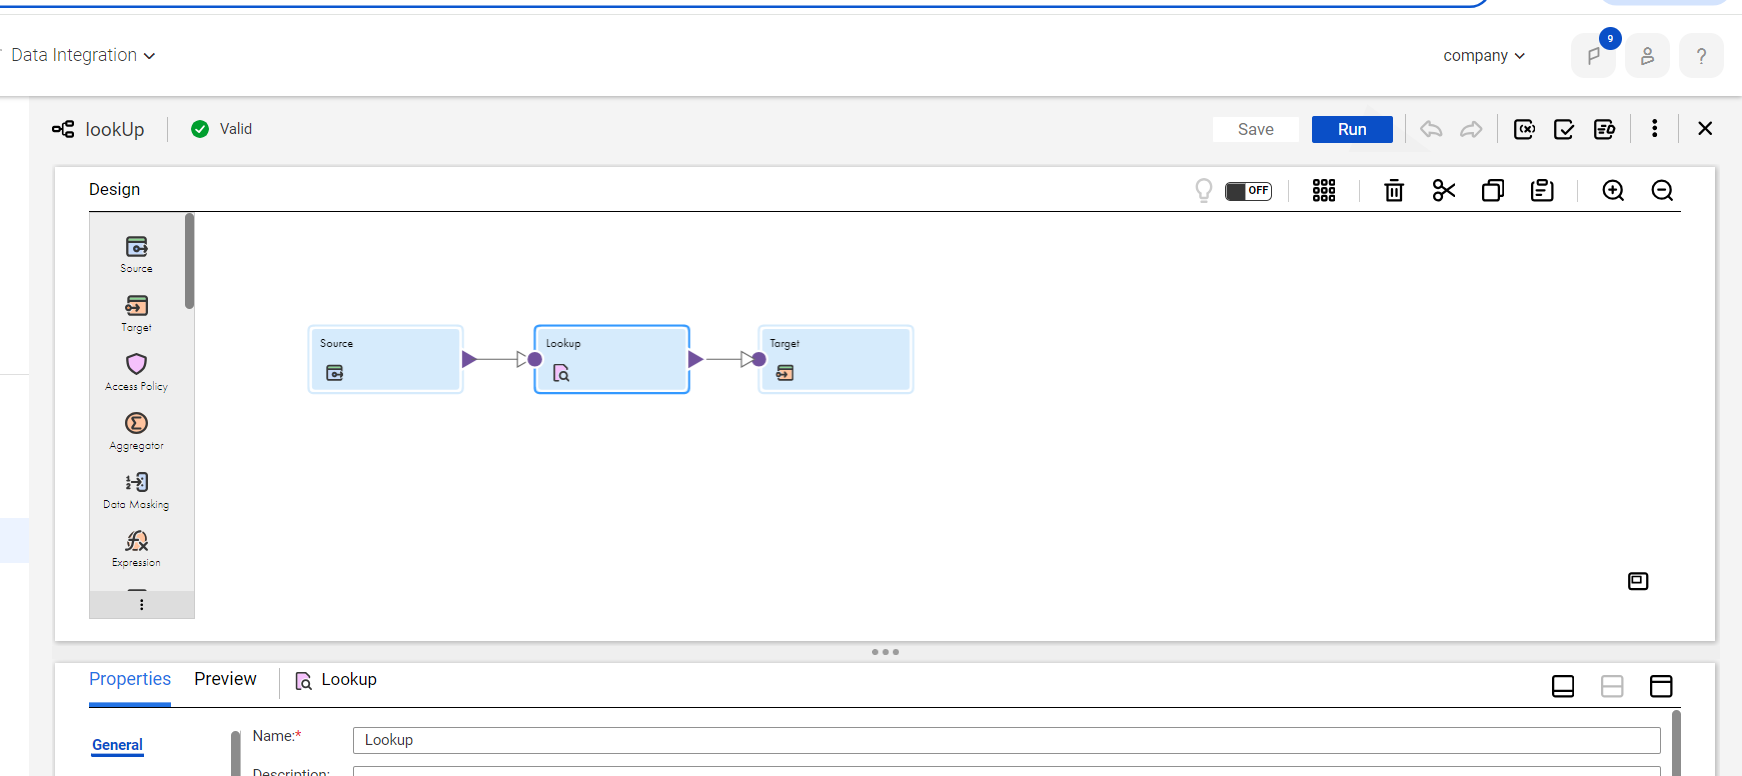 Data Integration
company
9
?
lookUp
Valid
Save
Run
Design
OFF
Source
Target
Access Policy
Aggregator
Data Masking
Expression
Source
Lookup
Target
Properties
Preview
Lookup
General
Name:*
Lookup
Description: